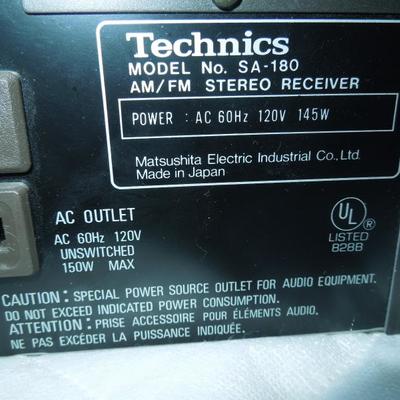 Technics
MODEL No. SA-180
AM/FM STEREO RECEIVER
POWER : AC 60Hz 120V 145W
Matsushita Electric Industrial Co., Ltd.
Made in Japan
AC OUTLET
AC 60Hz 120V
UNSWITCHED
150W MAX
UL ®
LISTED
828B
CAUTION : SPECIAL POWER SOURCE OUTLET FOR AUDIO EQUIPMENT.
DO NOT EXCEED INDICATED POWER CONSUMPTION.
ATTENTION : PRISE ACCESSOIRE POUR ÉLÉMENTS AUDIO.
NE PAS EXCÉDER LA PUISSANCE INDIQUÉE.